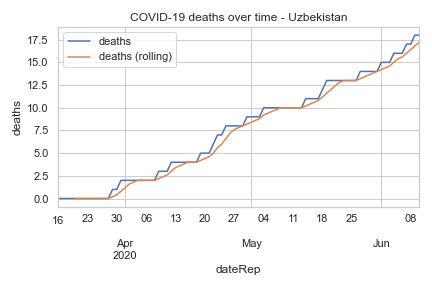 COVID-19 deaths over time - Uzbekistan
deaths
deaths (rolling)
deaths
17.5
15.0
12.5
10.0
7.5
5.0
2.5
0.0
16 23 30 06 13 20 27 04 11 18 25 08
Apr May Jun
2020
dateRep